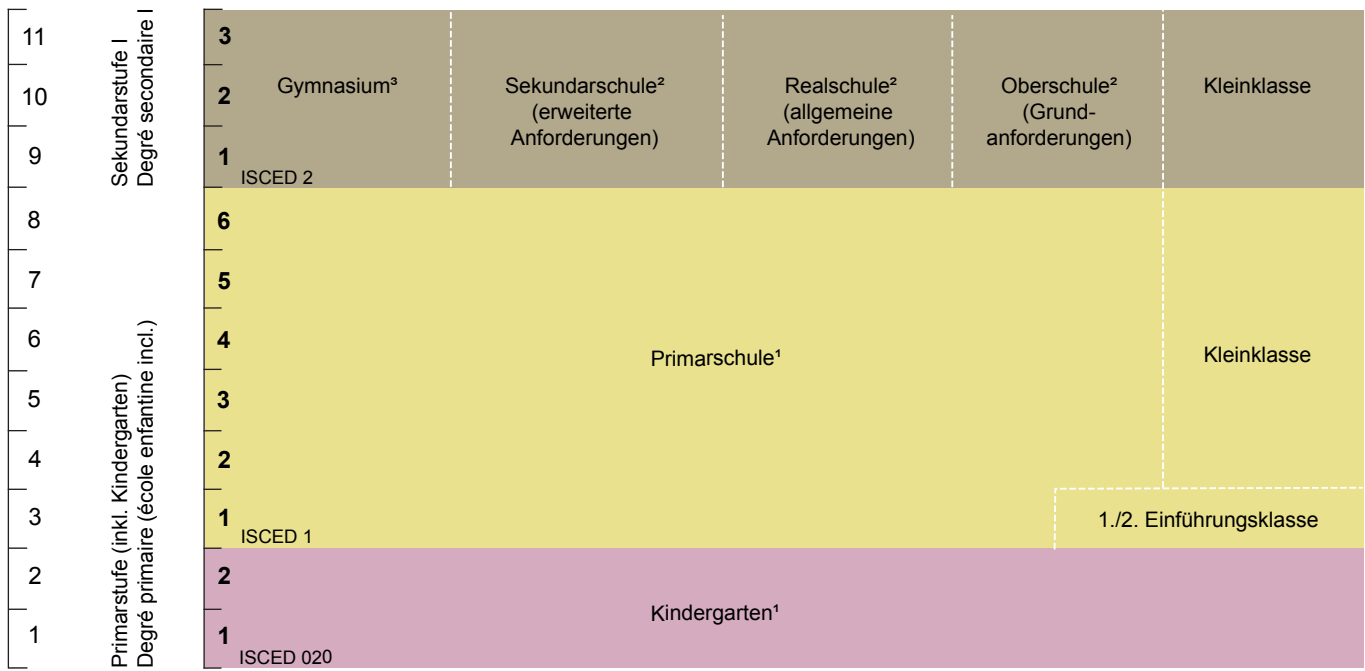 11
10
9
8
7
6
5
4
3
2
1
Sekundarstufe I
Degré secondaire I
Primarstufe (inkl. Kindergarten)
Degré primaire (école enfantine incl.)
3
2
1
ISCED 2
Gymnasium³
Sekundarschule²
(erweiterte
Anforderungen)
Realschule²
(allgemeine
Anforderungen)
Oberschule²
(Grund-
anforderungen)
Kleinklasse
6
5
4
3
2
1
ISCED 1
Primarschule¹
Kleinklasse
1./2. Einführungsklasse
2
1
ISCED 020
Kindergarten¹